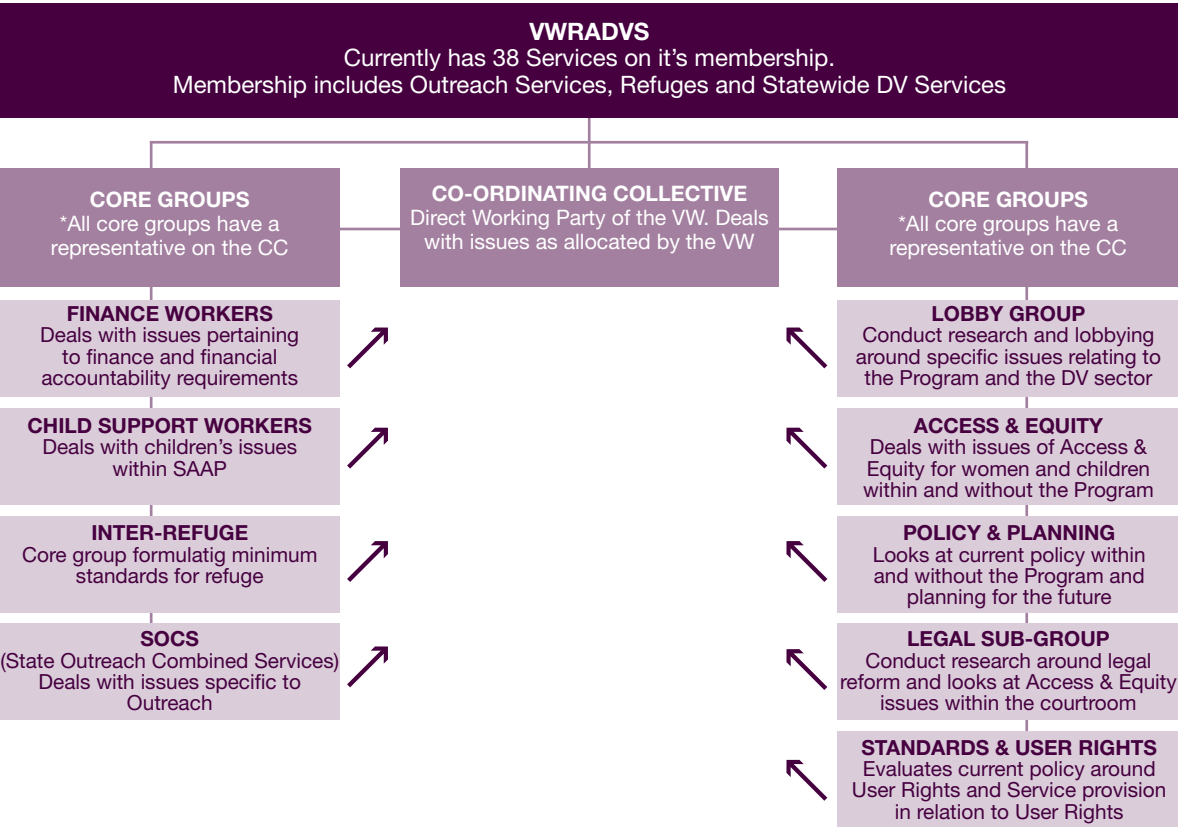 VWRADVS
Currently has 38 Services on it's membership.
Membership includes Outreach Services, Refuges and Statewide DV Services
CORE GROUPS
*All core groups have a
representative on the CC
CO-ORDINATING COLLECTIVE
Direct Working Party of the VW. Deals
with issues as allocated by the VW
CORE GROUPS
*All core groups have a
representative on the CC
FINANCE WORKERS
Deals with issues pertaining
to finance and financial
accountability requirements
CHILD SUPPORT WORKERS
Deals with children's issues
within SAAP
INTER-REFUGE
Core group formulatig minimum
standards for refuge
SOCS
(State Outreach Combined Services)
Deals with issues specific to
Outreach
LOBBY GROUP
Conduct research and lobbying
around specific issues relating to
the Program and the DV sector
ACCESS & EQUITY
Deals with issues of Access &
Equity for women and children
within and without the Program
POLICY & PLANNING
Looks at current policy within
and without the Program and
planning for the future
LEGAL SUB-GROUP
Conduct research around legal
reform and looks at Access & Equity
issues within the courtroom
STANDARDS & USER RIGHTS
Evaluates current policy around
User Rights and Service provision
in relation to User Rights